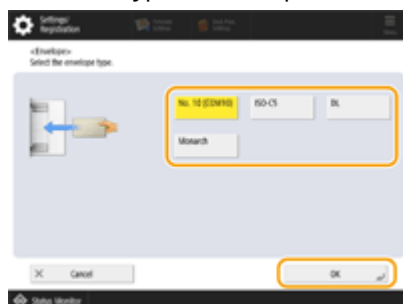 Settings/
Registration
<Envelope>
Select the envelope type.
No. 10 (COM10)
ISO-C5
DL
Monarch
Cancel
OK
Status Monitor